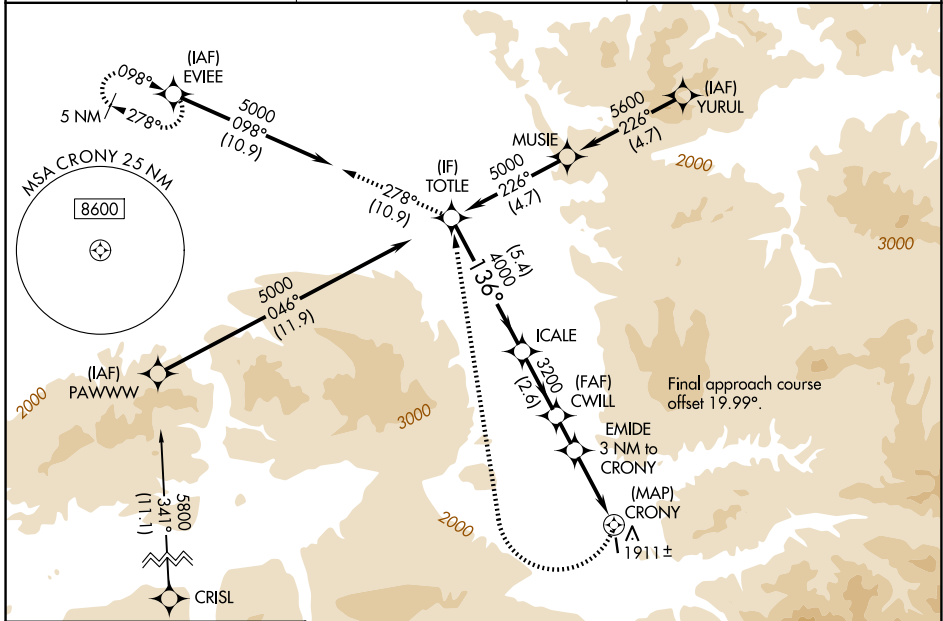 (IAF)
EVIEE
098°
5 NM
278°
5000
098°
(10.9)
5600
226°
(4.7)
(IAF)
YURUL
MUSIE
5000
226°
(4.7)
2000
(IF)
TOTLE
278°
(10.9)
MSA CRONY 25 NM
8600
3000
(5.4)
4000
136°
5000
046°
(11.9)
ICALE
3200
(2.6)
(IAF)
PAWWW
2000
3000
(FAF)
CWILL
Final approach course
offset 19.99°.
EMIDE
3 NM to
CRONY
(MAP)
CRONY
1911±
2000
5800
341°
(11.1)
CRISL